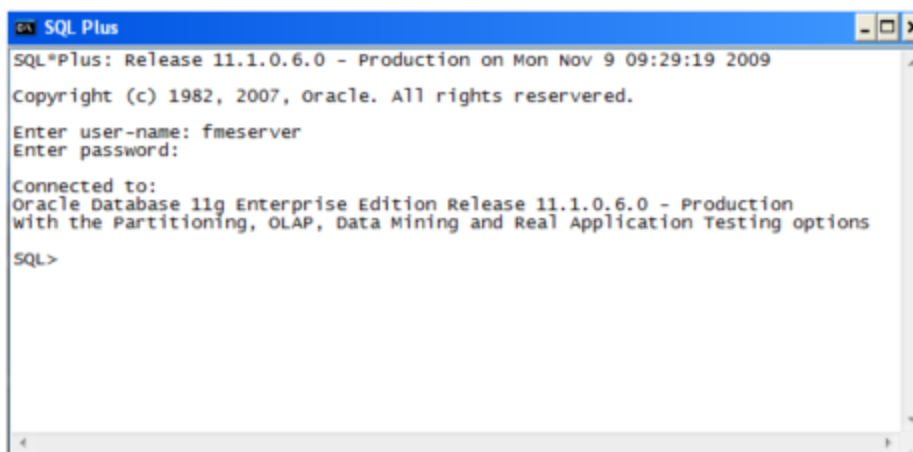 SQL Plus
SQL*Plus: Release 11.1.0.6.0 - Production on Mon Nov 9 09:29:19 2009
Copyright (c) 1982, 2007, Oracle. All rights reservered.
Enter user-name: fmeserver
Enter password:
Connected to:
Oracle Database 11g Enterprise Edition Release 11.1.0.6.0 - Production
With the Partitioning, OLAP, Data Mining and Real Application Testing options
SQL>